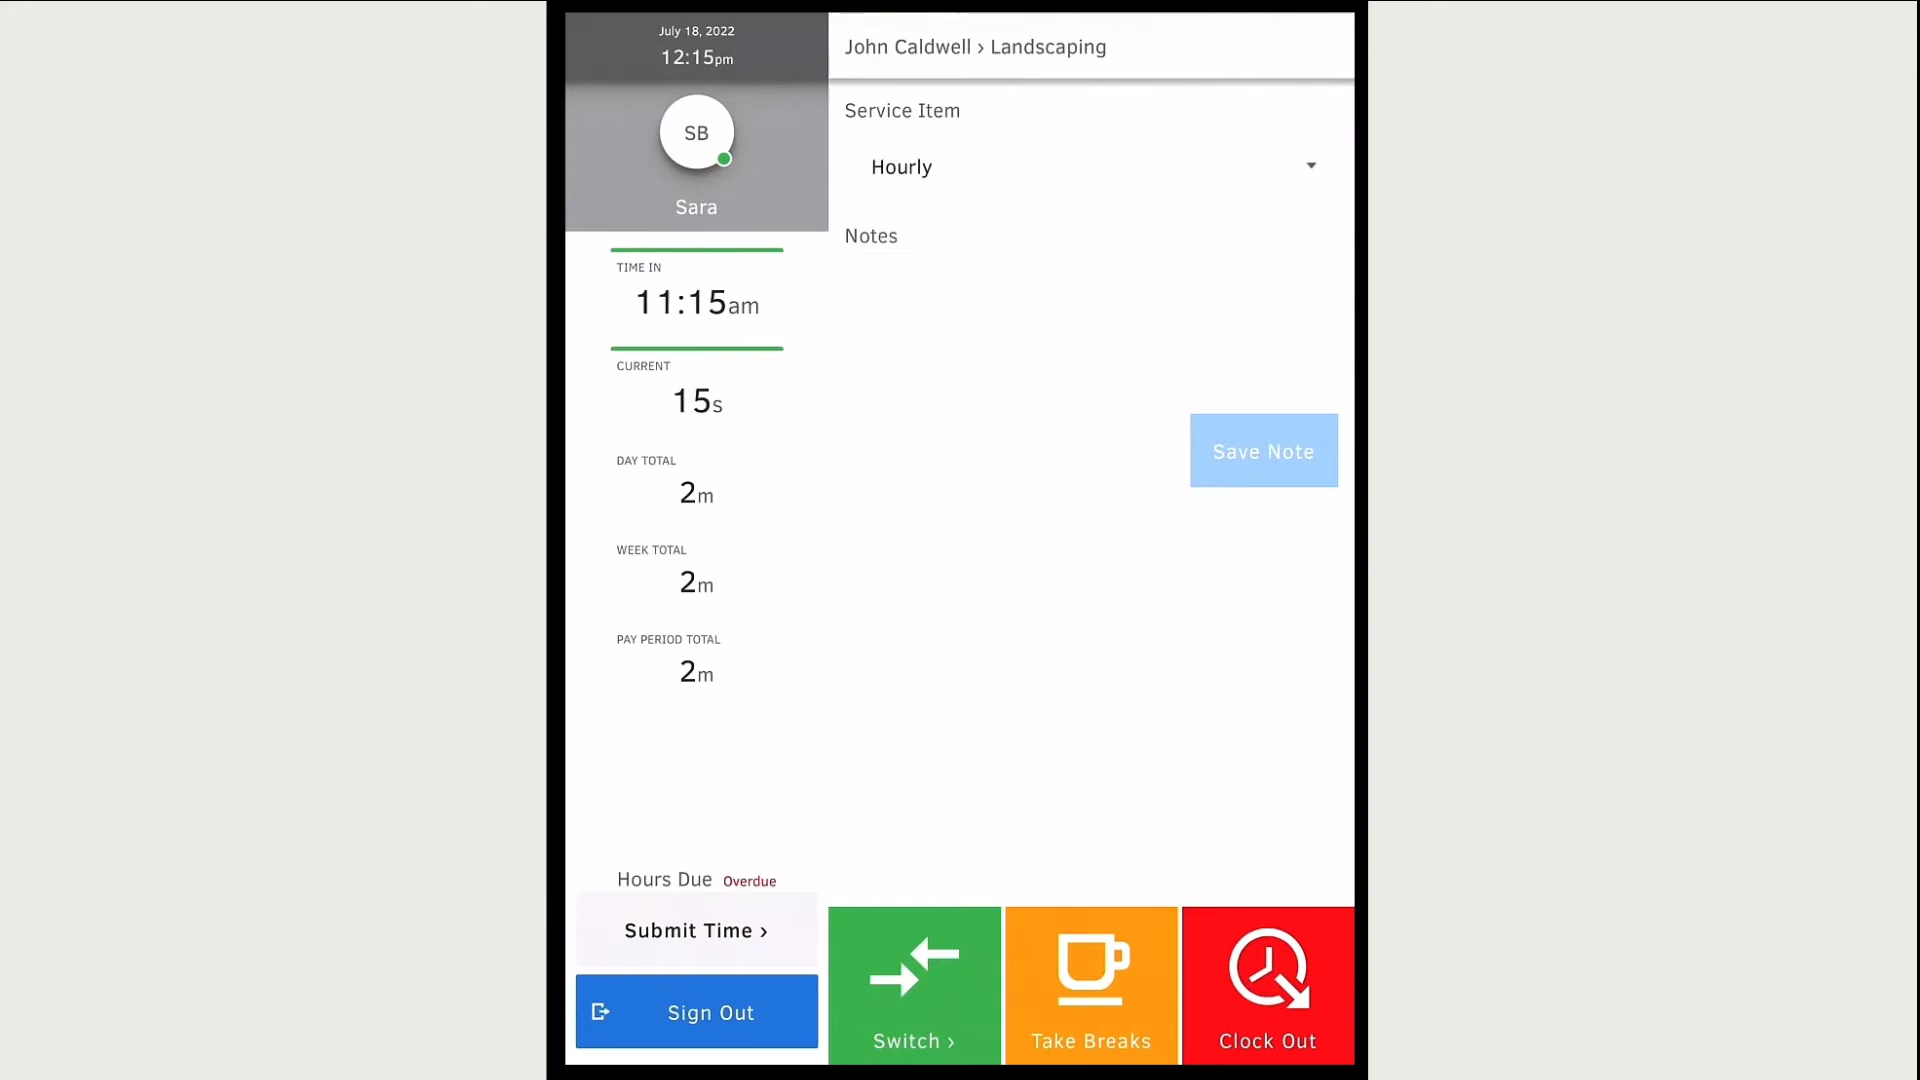 July 18, 2022
12:15pm
SB
Sara
TIME IN
11:15am
CURRENT
15s
DAY TOTAL
2m
WEEK TOTAL
2m
PAY PERIOD TOTAL
2m
Hours Due Overdue
Submit Time ›
Sign Out
John Caldwell › Landscaping
Service Item
Hourly
Notes
Save Note
Switch ›
Take Breaks
Clock Out